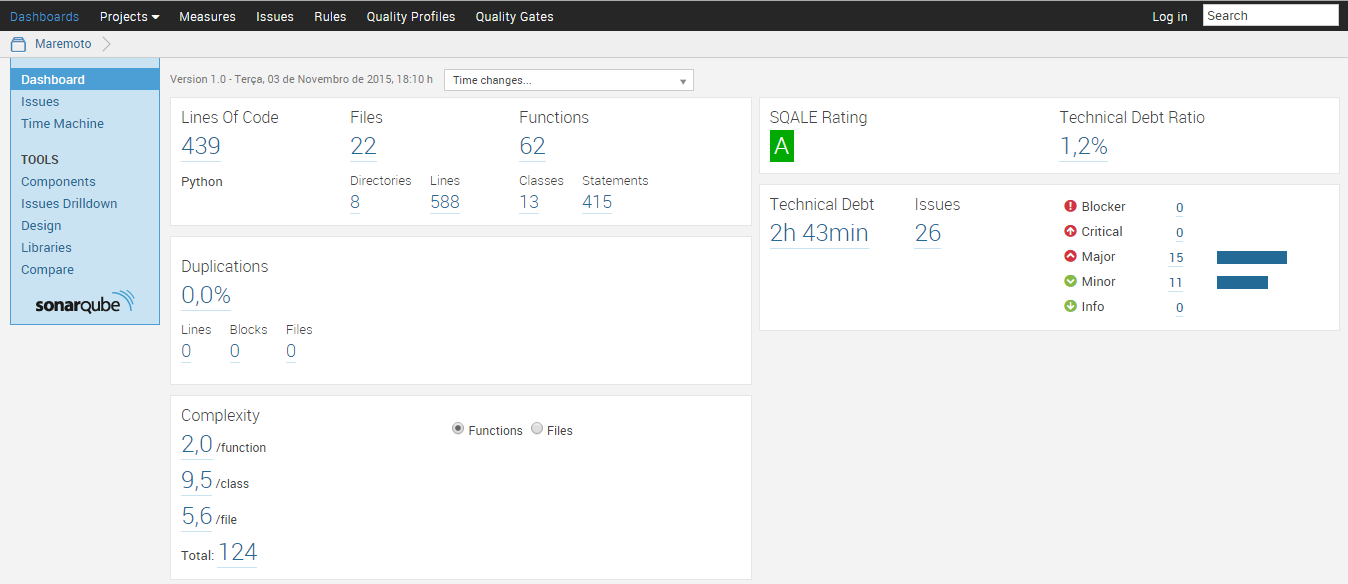 Dashboards Projects Measures Issues Rules Quality Profiles Quality Gates Log in Search
Maremoto
Dashboard
Issues
Time Machine
TOOLS
Components
Issues Drilldown
Design
Libraries
Compare
sonarqube
Version 1.0 - Terça, 03 de Novembro de 2015, 18:10 h Time changes...
Lines Of Code Files Functions
439 22 62
Python Directories Lines Classes Statements
8 588 13 415
Duplications
0,0%
Lines Blocks Files
0 0 0
Complexity
2,0 /function
9,5 /class
5,6 /file
Total: 124
Functions Files
SQALE Rating Technical Debt Ratio
A 1,2%
Technical Debt Issues
2h 43min 26
Blocker 0
Critical 0
Major 15
Minor 11
Info 0